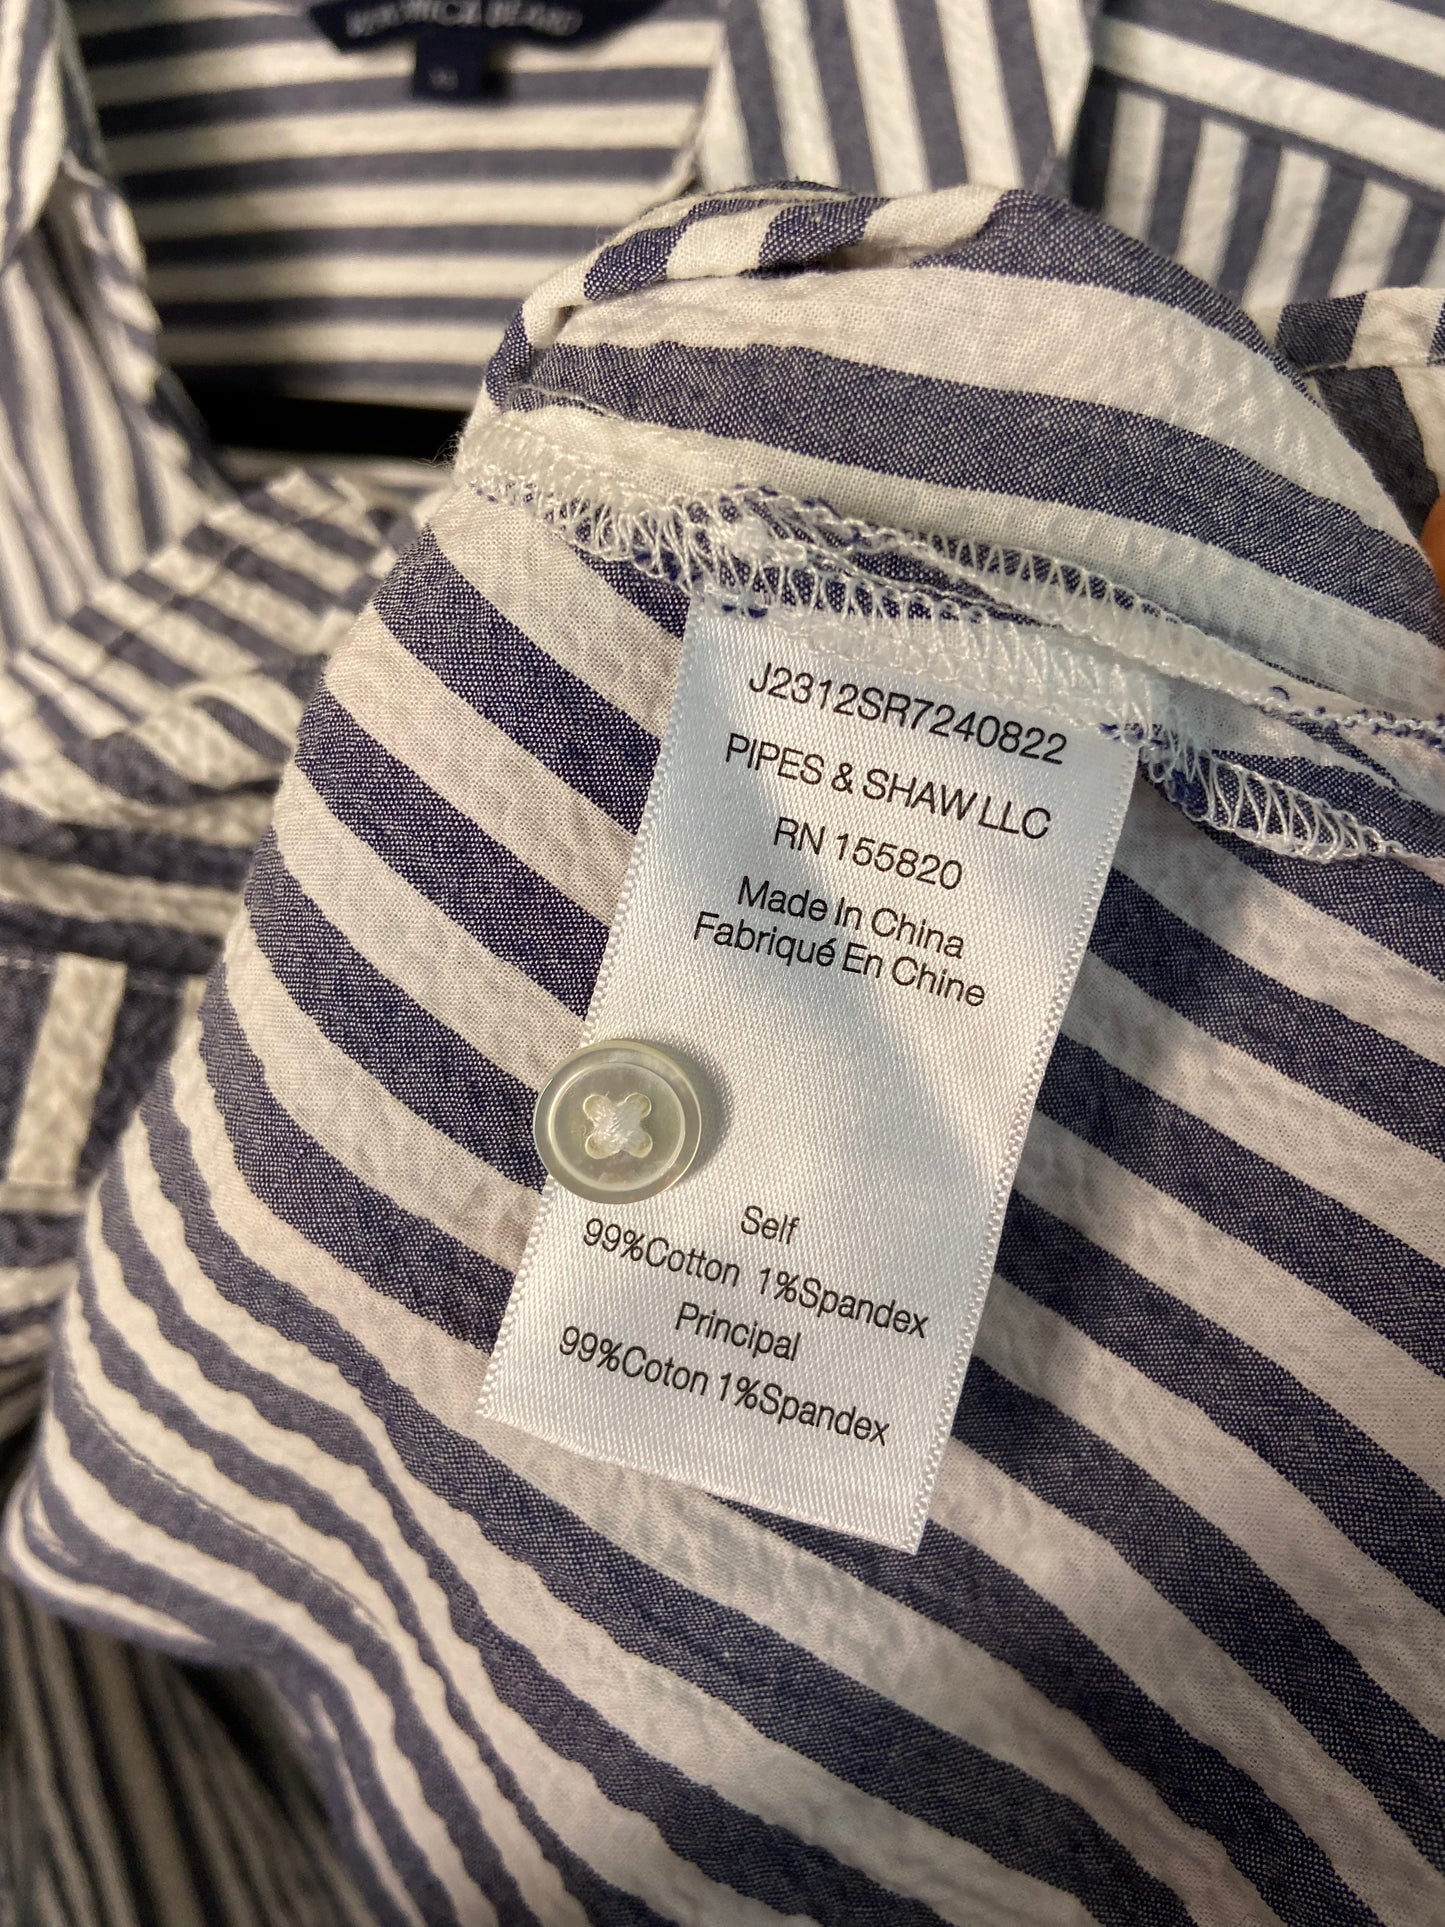 J2312SR7240822
PIPES & SHAW LLC
RN 155820
Made In China
Fabriqué En Chine
Self
99%Cotton 1%Spandex
Principal
99%Coton 1%Spandex